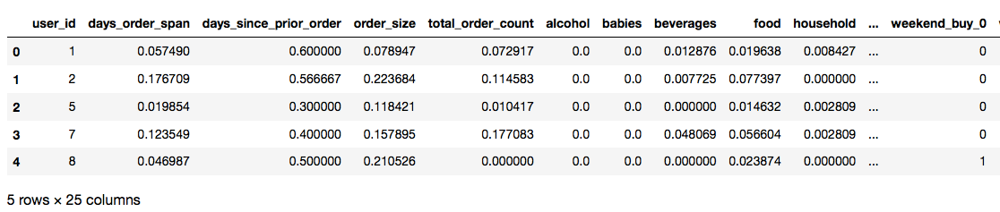 user_id days_order_span days_since_prior_order order_size total_order_count alcohol babies beverages food household ... weekend_buy_0
0 1 0.057490 0.600000 0.078947 0.072917 0.0 0.0 0.012876 0.019638 0.008427 ... 0
1 2 0.176709 0.566667 0.223684 0.114583 0.0 0.0 0.007725 0.077397 0.000000 ... 0
2 5 0.019854 0.300000 0.118421 0.010417 0.0 0.0 0.000000 0.014632 0.002809 ... 0
3 7 0.123549 0.400000 0.157895 0.177083 0.0 0.0 0.048069 0.056604 0.002809 ... 0
4 8 0.046987 0.500000 0.210526 0.000000 0.0 0.0 0.000000 0.023874 0.000000 ... 1
5 rows × 25 columns